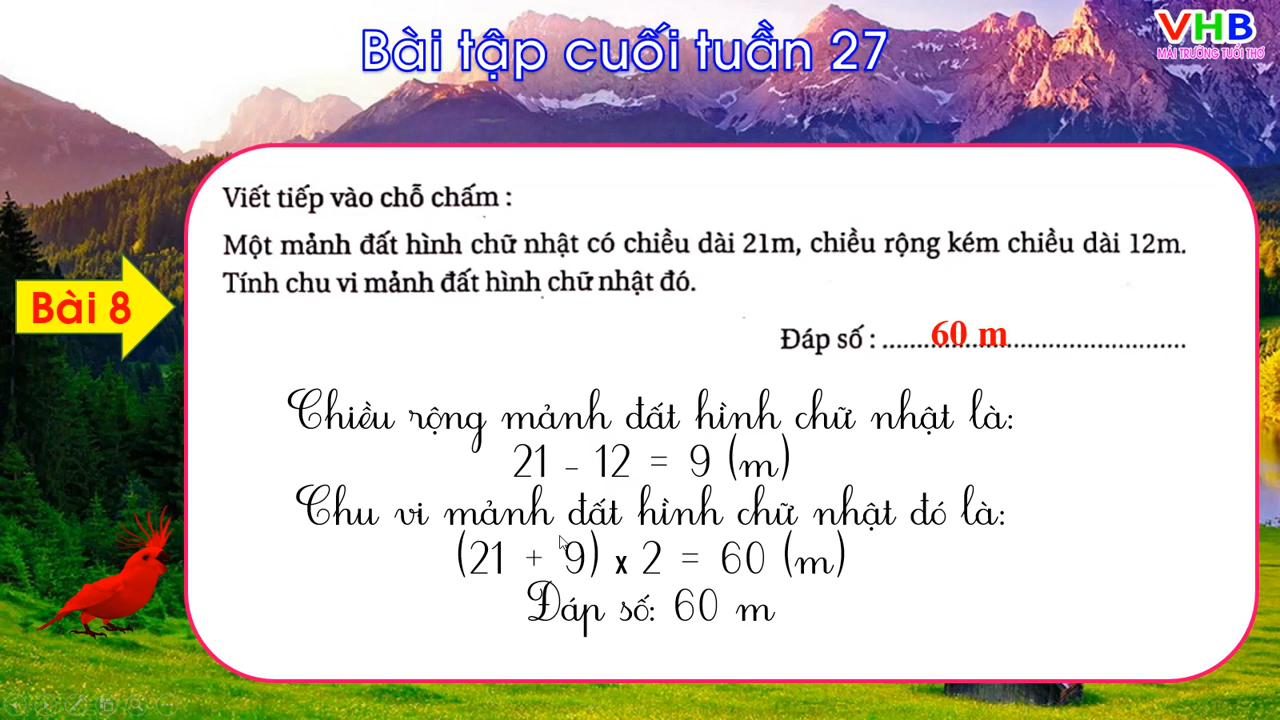 Bài tập cuối tuần 27
VHB
MÁI TRƯỜNG TUỔI THƠ
Viết tiếp vào chỗ chấm :
Một mảnh đất hình chữ nhật có chiều dài 21m, chiều rộng kém chiều dài 12m.
Tính chu vi mảnh đất hình chữ nhật đó.
Bài 8
Đáp số : ........60 m........................
Chiều rộng mảnh đất hình chữ nhật là:
21 - 12 = 9 (m)
Chu vi mảnh đất hình chữ nhật đó là:
(21 + 9) x 2 = 60 (m)
Đáp số: 60 m